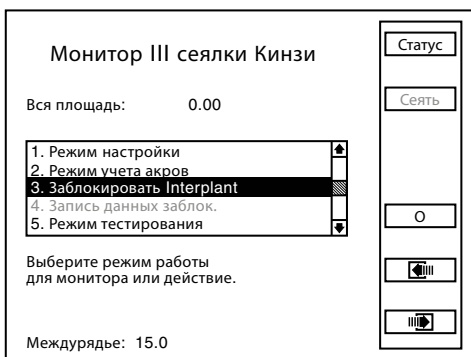 Монитор III сеялки Кинзи
Вся площадь: 0.00
1. Режим настройки
2. Режим учета акров
3. Заблокировать Interplant
4. Запись данных заблок.
5. Режим тестирования
Выберите режим работы
для монитора или действие.
Междурядье: 15.0
Статус
Сеять
О